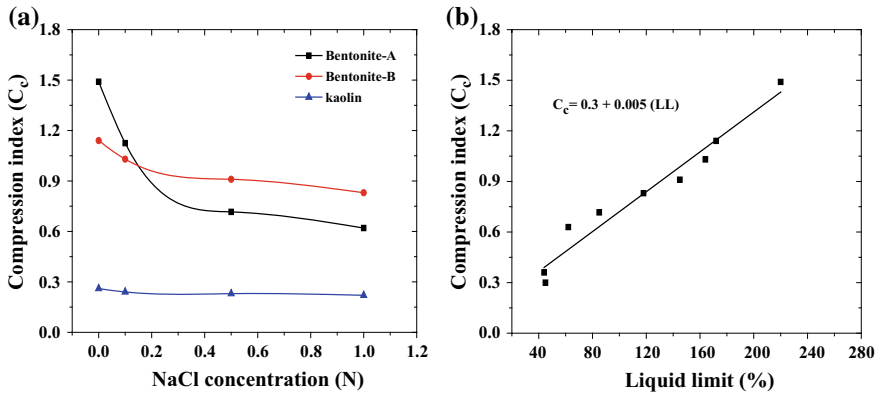 (a)
Compression index (Cc)
1.8
1.5
1.2
0.9
0.6
0.3
0.0
Bentonite-A
Bentonite-B
kaolin
0.0 0.2 0.4 0.6 0.8 1.0 1.2
NaCl concentration (N)
(b)
Compression index (Cc)
1.8
1.5
1.2
0.9
0.6
0.3
0.0
Cc= 0.3 + 0.005 (LL)
40 80 120 160 200 240 280
Liquid limit (%)